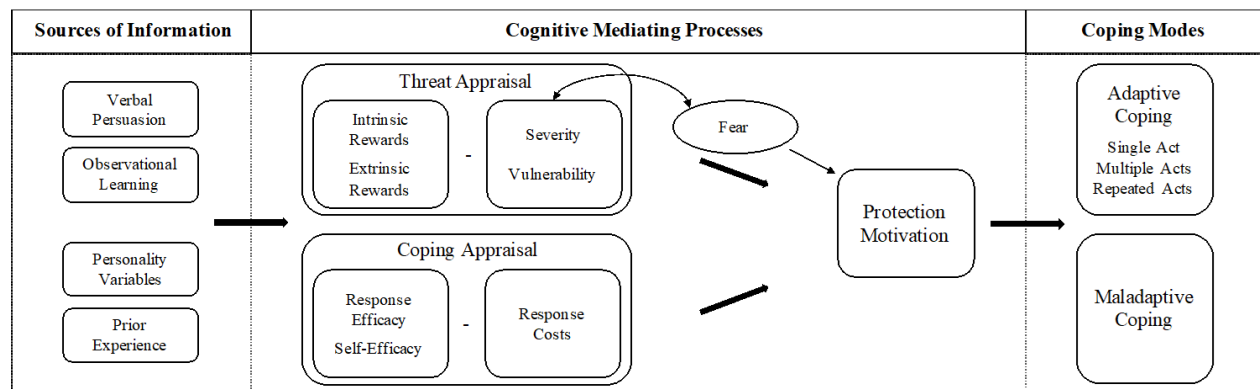 Sources of Information
Cognitive Mediating Processes
Coping Modes
Verbal
Persuasion
Observational
Learning
Personality
Variables
Prior
Experience
Threat Appraisal
Intrinsic
Rewards
Extrinsic
Rewards
-
Severity
Vulnerability
Fear
Coping Appraisal
Response
Efficacy
Self-Efficacy
-
Response
Costs
Protection
Motivation
Adaptive
Coping
Single Act
Multiple Acts
Repeated Acts
Maladaptive
Coping